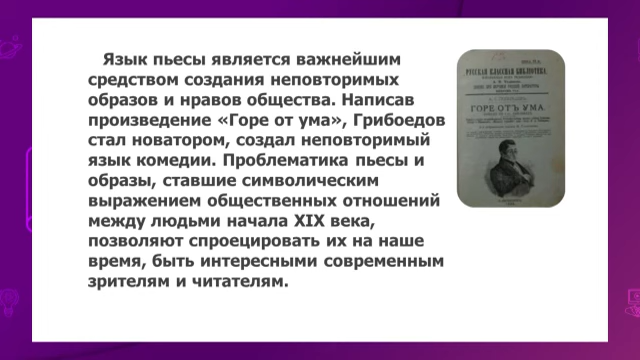 Язык пьесы является важнейшим
средством создания неповторимых
образов и нравов общества. Написав
произведение «Горе от ума», Грибоедов
стал новатором, создал неповторимый
язык комедии. Проблематика пьесы и
образы, ставшие символическим
выражением общественных отношений
между людьми начала XIX века,
позволяют спроецировать их на наше
время, быть интересными современным
зрителям и читателям.
РУССКАЯ КЛАССНАЯ БИБЛІОТЕКА
ГОРЕ ОТЪ УМА